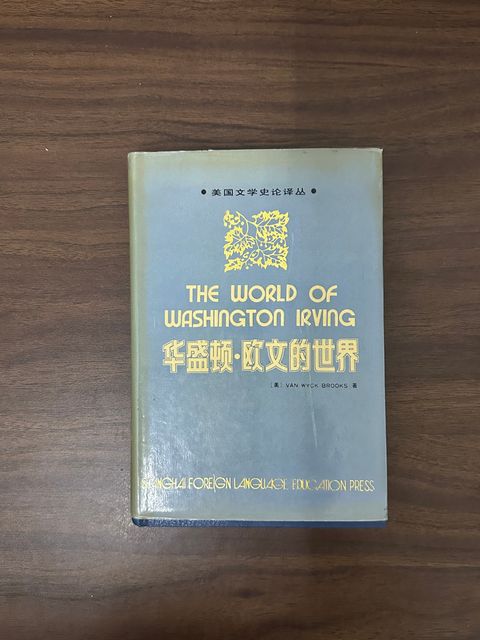 • 美国文学史论译丛 •
THE WORLD OF
WASHINGTON IRVING
华盛顿·欧文的世界
〔美〕 VAN WYCK BROOKS 著
SHANGHAI FOREIGN LANGUAGE EDUCATION PRESS